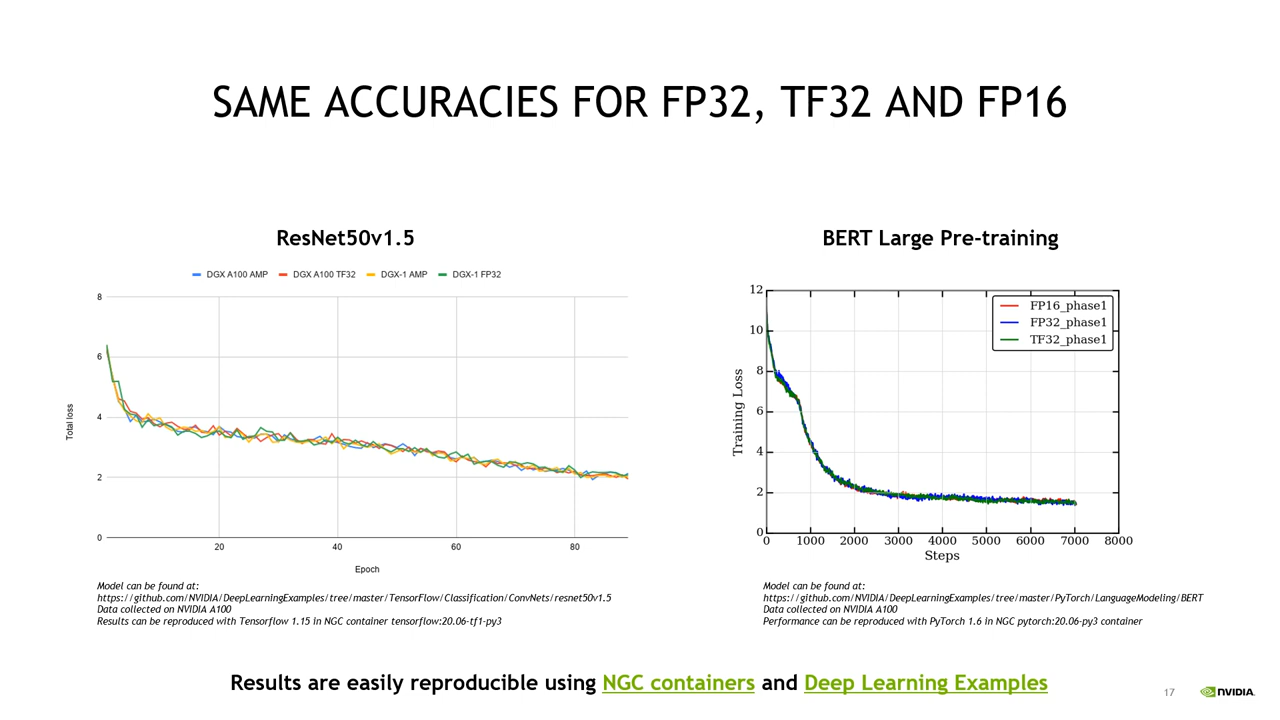 SAME ACCURACIES FOR FP32, TF32 AND FP16
ResNet50v1.5
DGX A100 AMP DGX A100 TF32 DGX-1 AMP DGX-1 FP32
8
6
4
2
0
Total loss
20 40 60 80
Epoch
Model can be found at:
https://github.com/NVIDIA/DeepLearningExamples/tree/master/TensorFlow/Classification/ConvNets/resnet50v1.5
Data collected on NVIDIA A100
Results can be reproduced with Tensorflow 1.15 in NGC container tensorflow:20.06-tf1-py3
BERT Large Pre-training
FP16_phase1
FP32_phase1
TF32_phase1
12
10
8
6
4
2
0
Training Loss
0 1000 2000 3000 4000 5000 6000 7000 8000
Steps
Model can be found at:
https://github.com/NVIDIA/DeepLearningExamples/tree/master/PyTorch/LanguageModeling/BERT
Data collected on NVIDIA A100
Performance can be reproduced with PyTorch 1.6 in NGC pytorch:20.06-py3 container
Results are easily reproducible using NGC containers and Deep Learning Examples
17 NVIDIA.